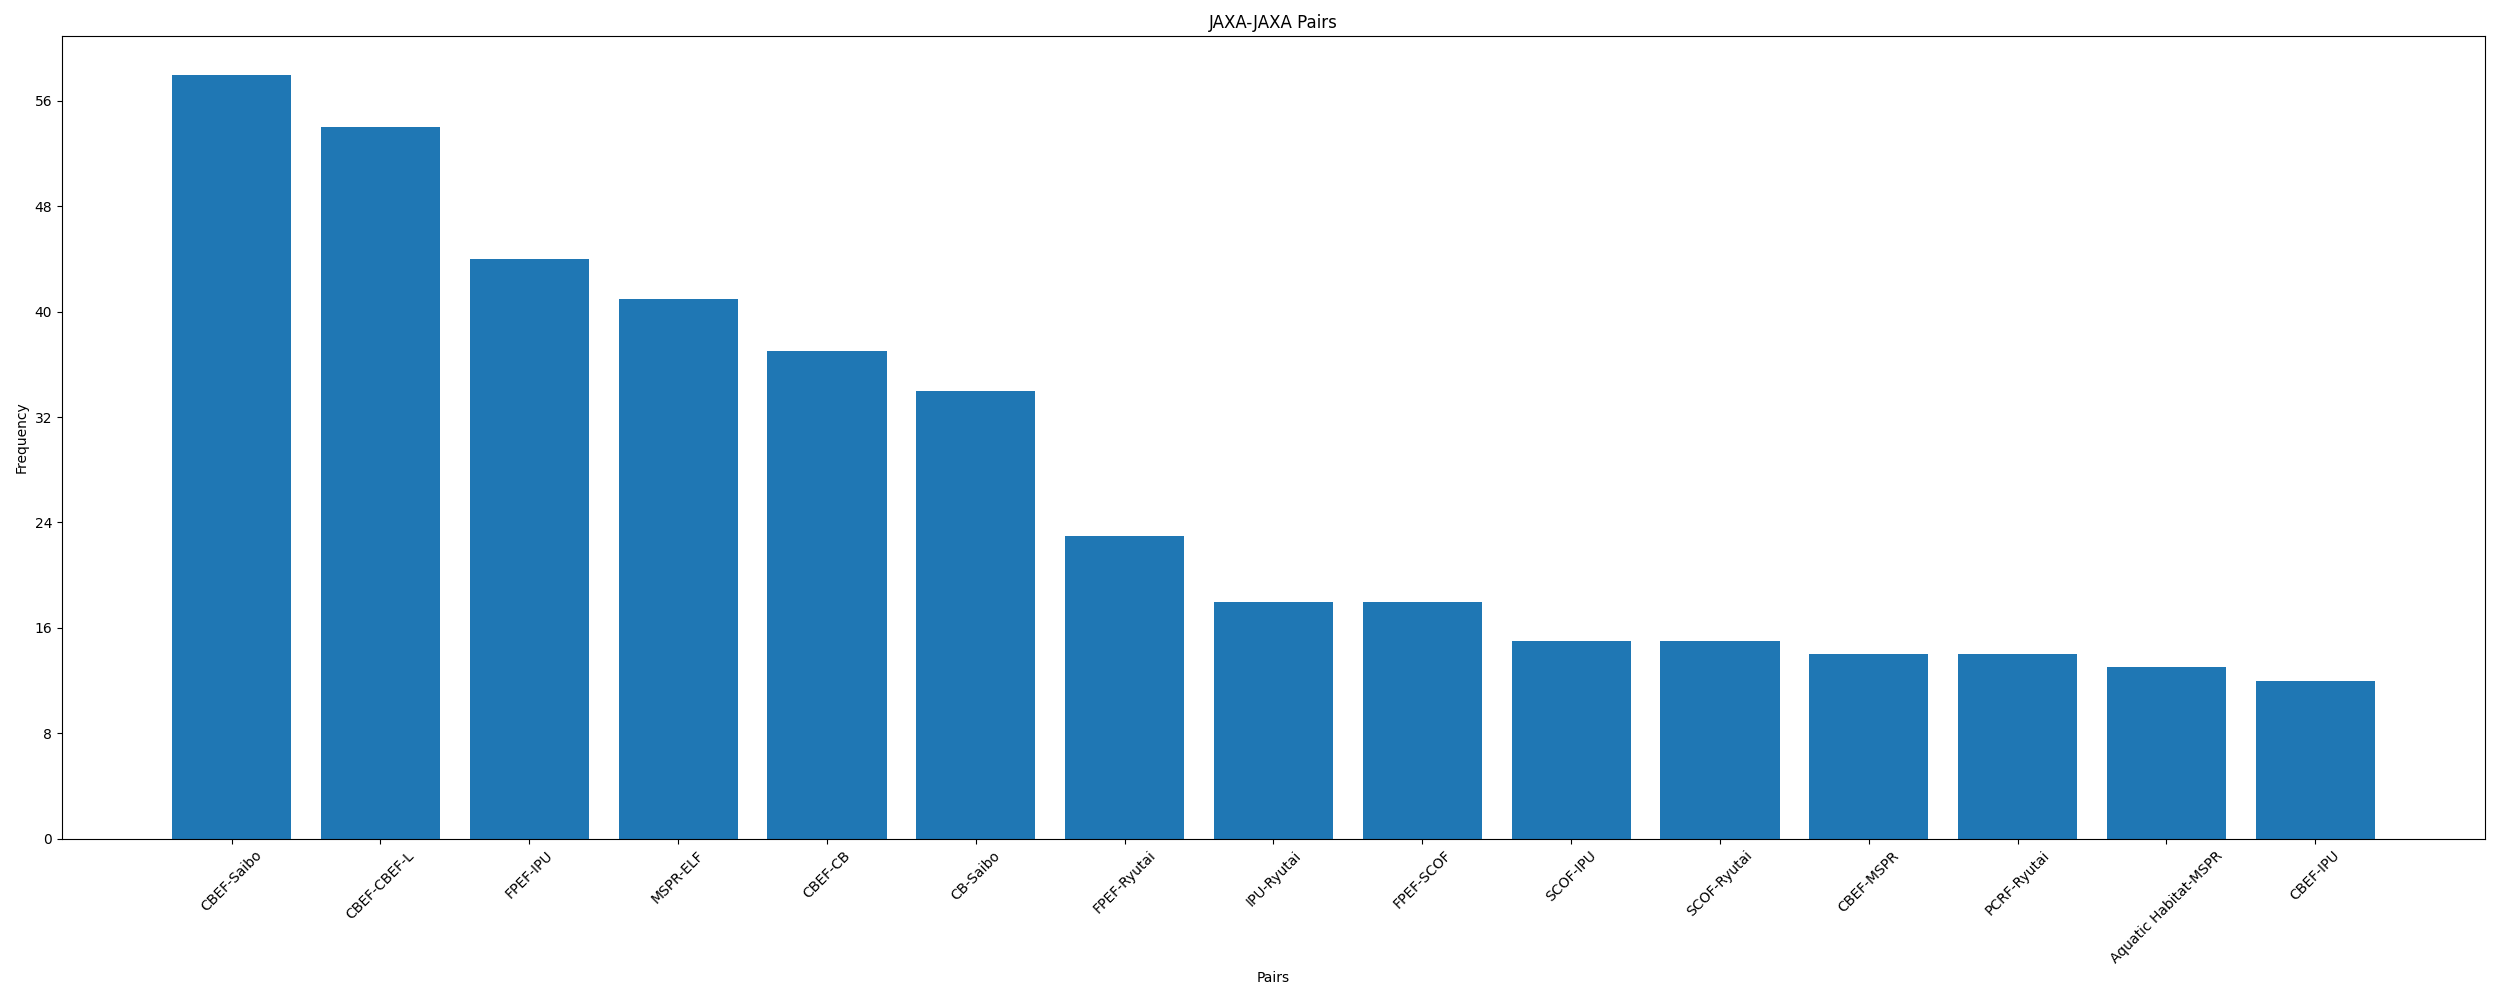 JAXA-JAXA Pairs
Frequency
56
48
40
32
24
16
8
0
CBEF-Saibo
CBEF-CBEF-L
FPEF-IPU
MSPR-ELF
CBEF-CB
CB-Saibo
FPEF-Ryutai
IPU-Ryutai
FPEF-SCOF
SCOF-IPU
SCOF-Ryutai
CBEF-MSPR
PCRF-Ryutai
Aquatic Habitat-MSPR
CBEF-IPU
Pairs